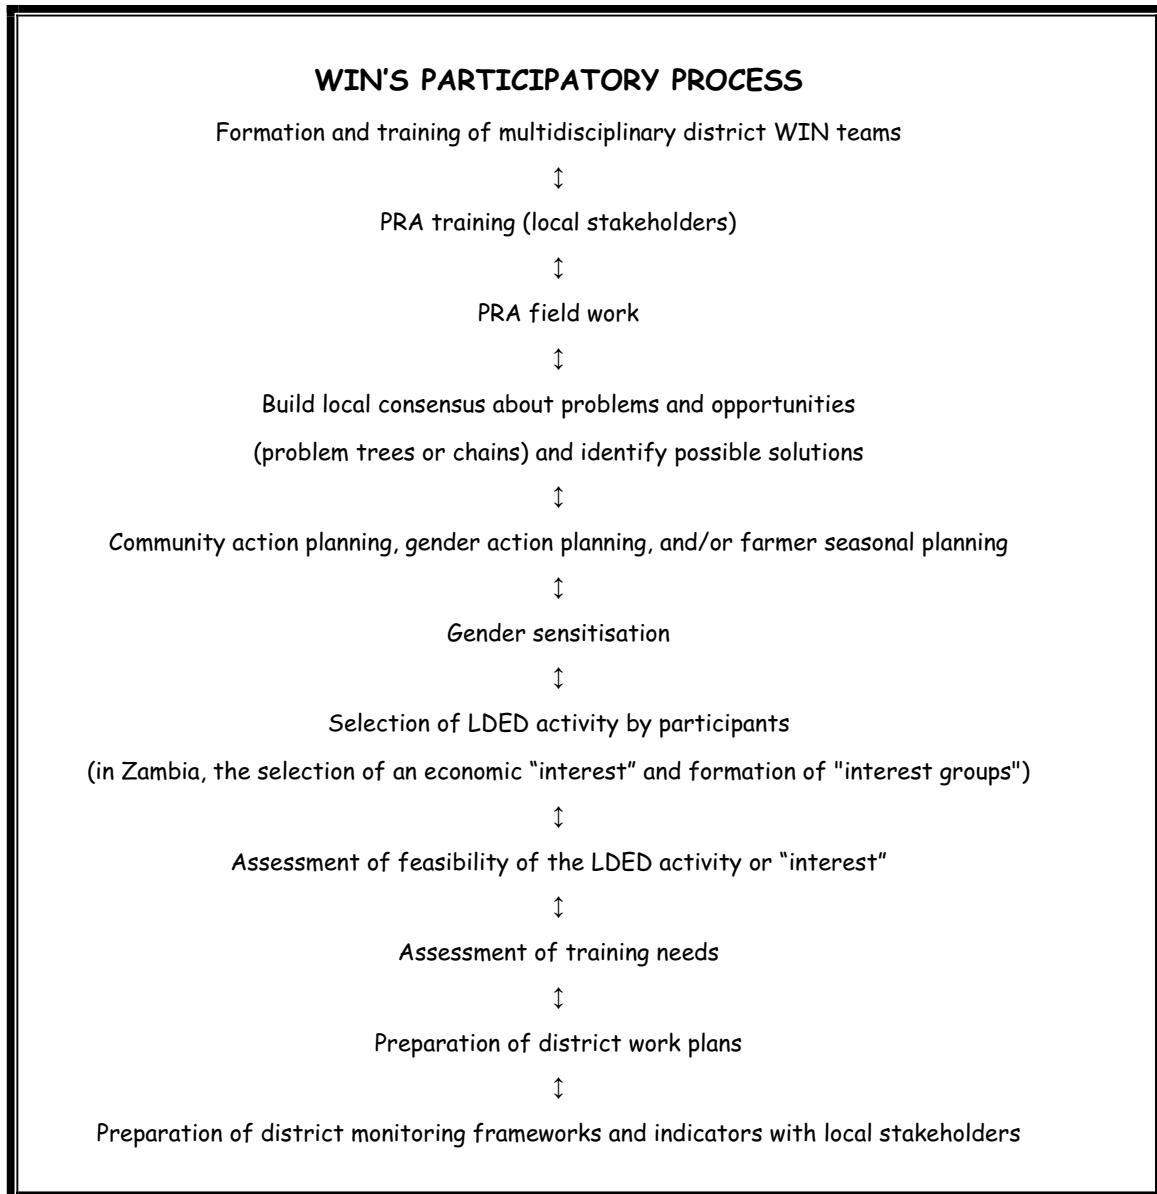 WIN'S PARTICIPATORY PROCESS
Formation and training of multidisciplinary district WIN teams
↕
PRA training (local stakeholders)
↕
PRA field work
↕
Build local consensus about problems and opportunities
(problem trees or chains) and identify possible solutions
↕
Community action planning, gender action planning, and/or farmer seasonal planning
↕
Gender sensitisation
↕
Selection of LDED activity by participants
(in Zambia, the selection of an economic “interest” and formation of "interest groups")
↕
Assessment of feasibility of the LDED activity or “interest”
↕
Assessment of training needs
↕
Preparation of district work plans
↕
Preparation of district monitoring frameworks and indicators with local stakeholders